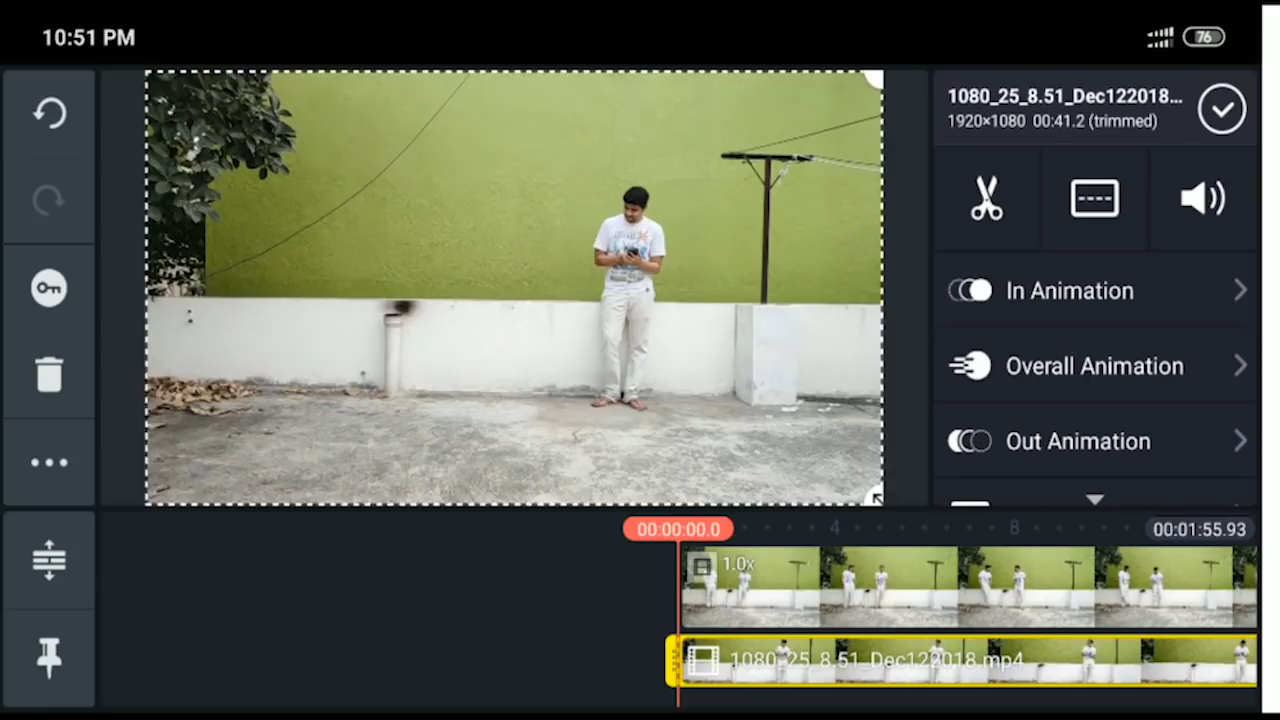 10:51 PM
76
1080_25_8.51_Dec122018...
1920×1080 00:41.2 (trimmed)
In Animation
Overall Animation
Out Animation
00:00:00.0
4
8
00:01:55.93
1.0x
1080_25_8.51_Dec122018.mp4